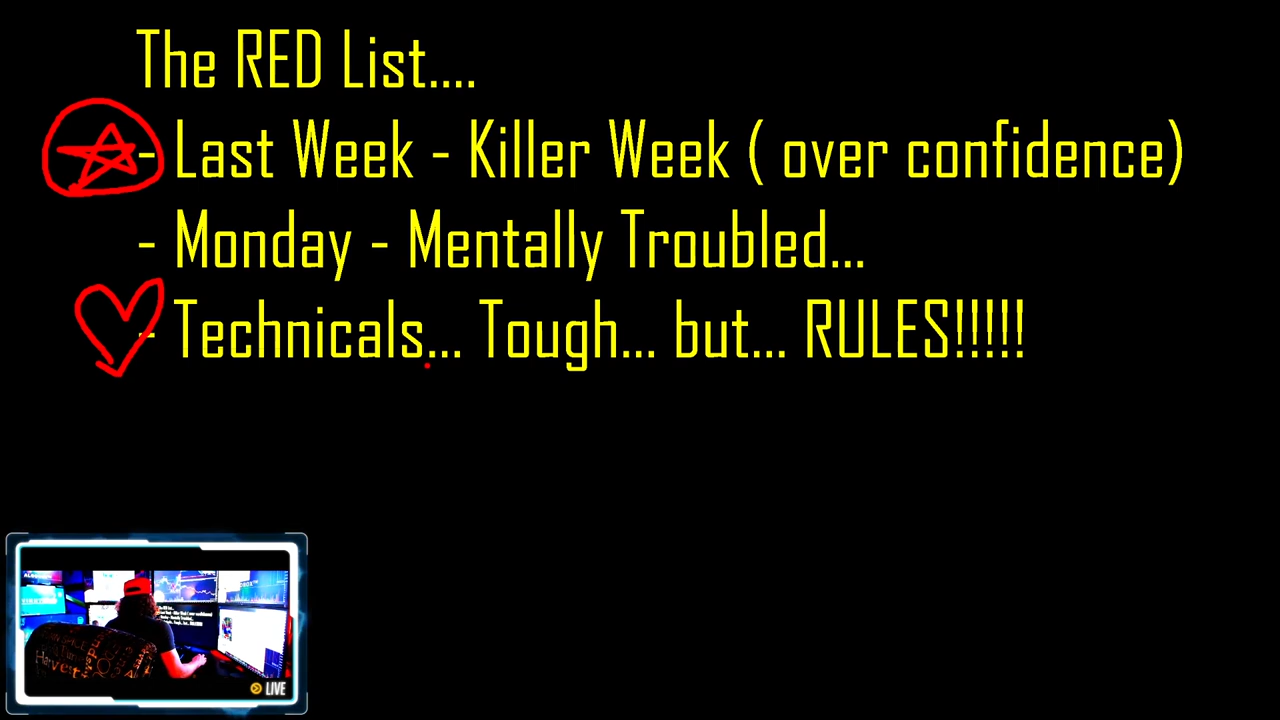 The RED List....
- Last Week - Killer Week ( over confidence)
- Monday - Mentally Troubled...
- Technicals... Tough... but... RULES!!!!!
LIVE